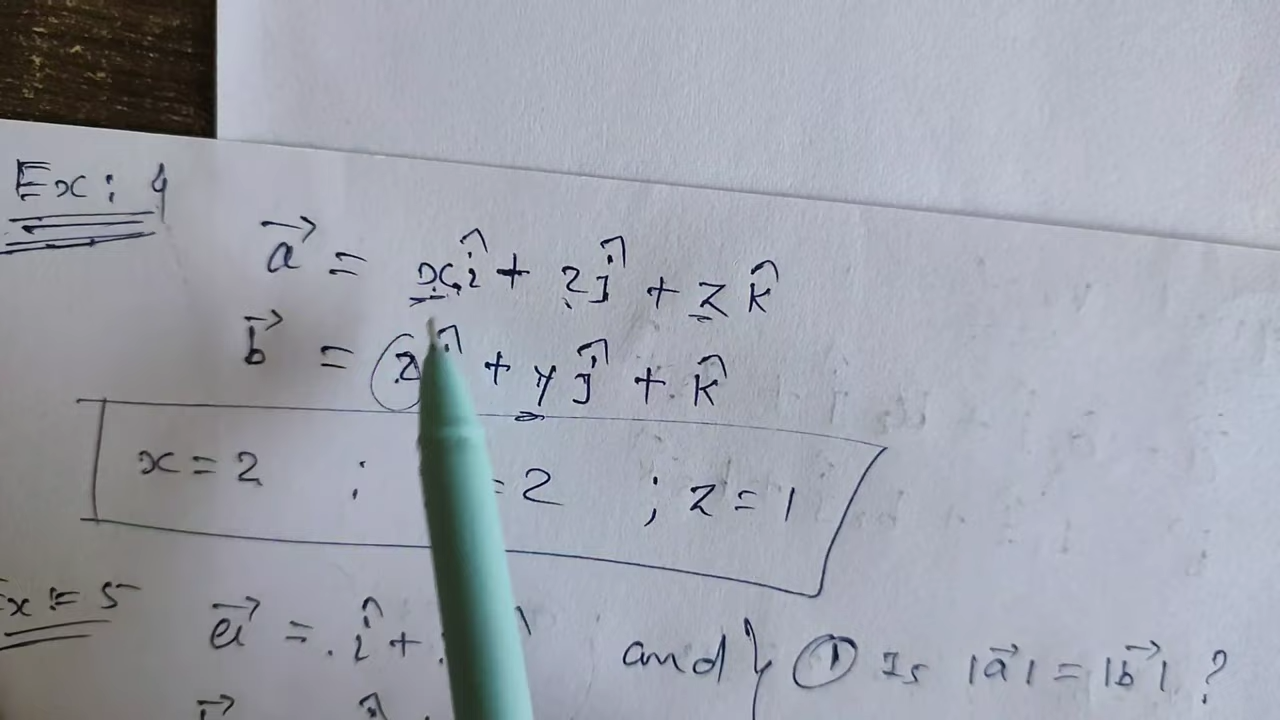 Ex: 4
a⃗ = xî + 2ĵ + zk̂
b⃗ = 2î + yĵ + k̂
x = 2 ; = 2 ; z = 1
Ex:- 5
a⃗ = î +
and } ① Is |a⃗| = |b⃗| ?